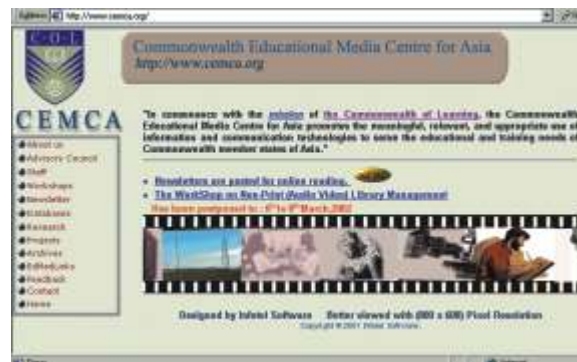 Address http://www.cemca.org/
C-O-L
Commonwealth Educational Media Centre for Asia
http://www.cemca.org
CEMCA
"In consonance with the mission of the Commonwealth of Learning, the Commonwealth
Educational Media Centre for Asia promotes the meaningful, relevant, and appropriate use of
information and communication technologies to serve the educational and training needs of
Commonwealth member states of Asia."
About us
Advisory Council
Staff
Workshops
Newsletter
Databases
Research
Projects
Archives
EdMedLinks
Feedback
Contact
Home
Newsletters are posted for online reading.
The WorkShop on Non-Print (Audio Video) Library Management
Has been postponed to : 6th to 9th March,2002
Designed by Infotel Software Better viewed with (800 x 600) Pixel Resolution
Copyright © 2001 Infotel Software.